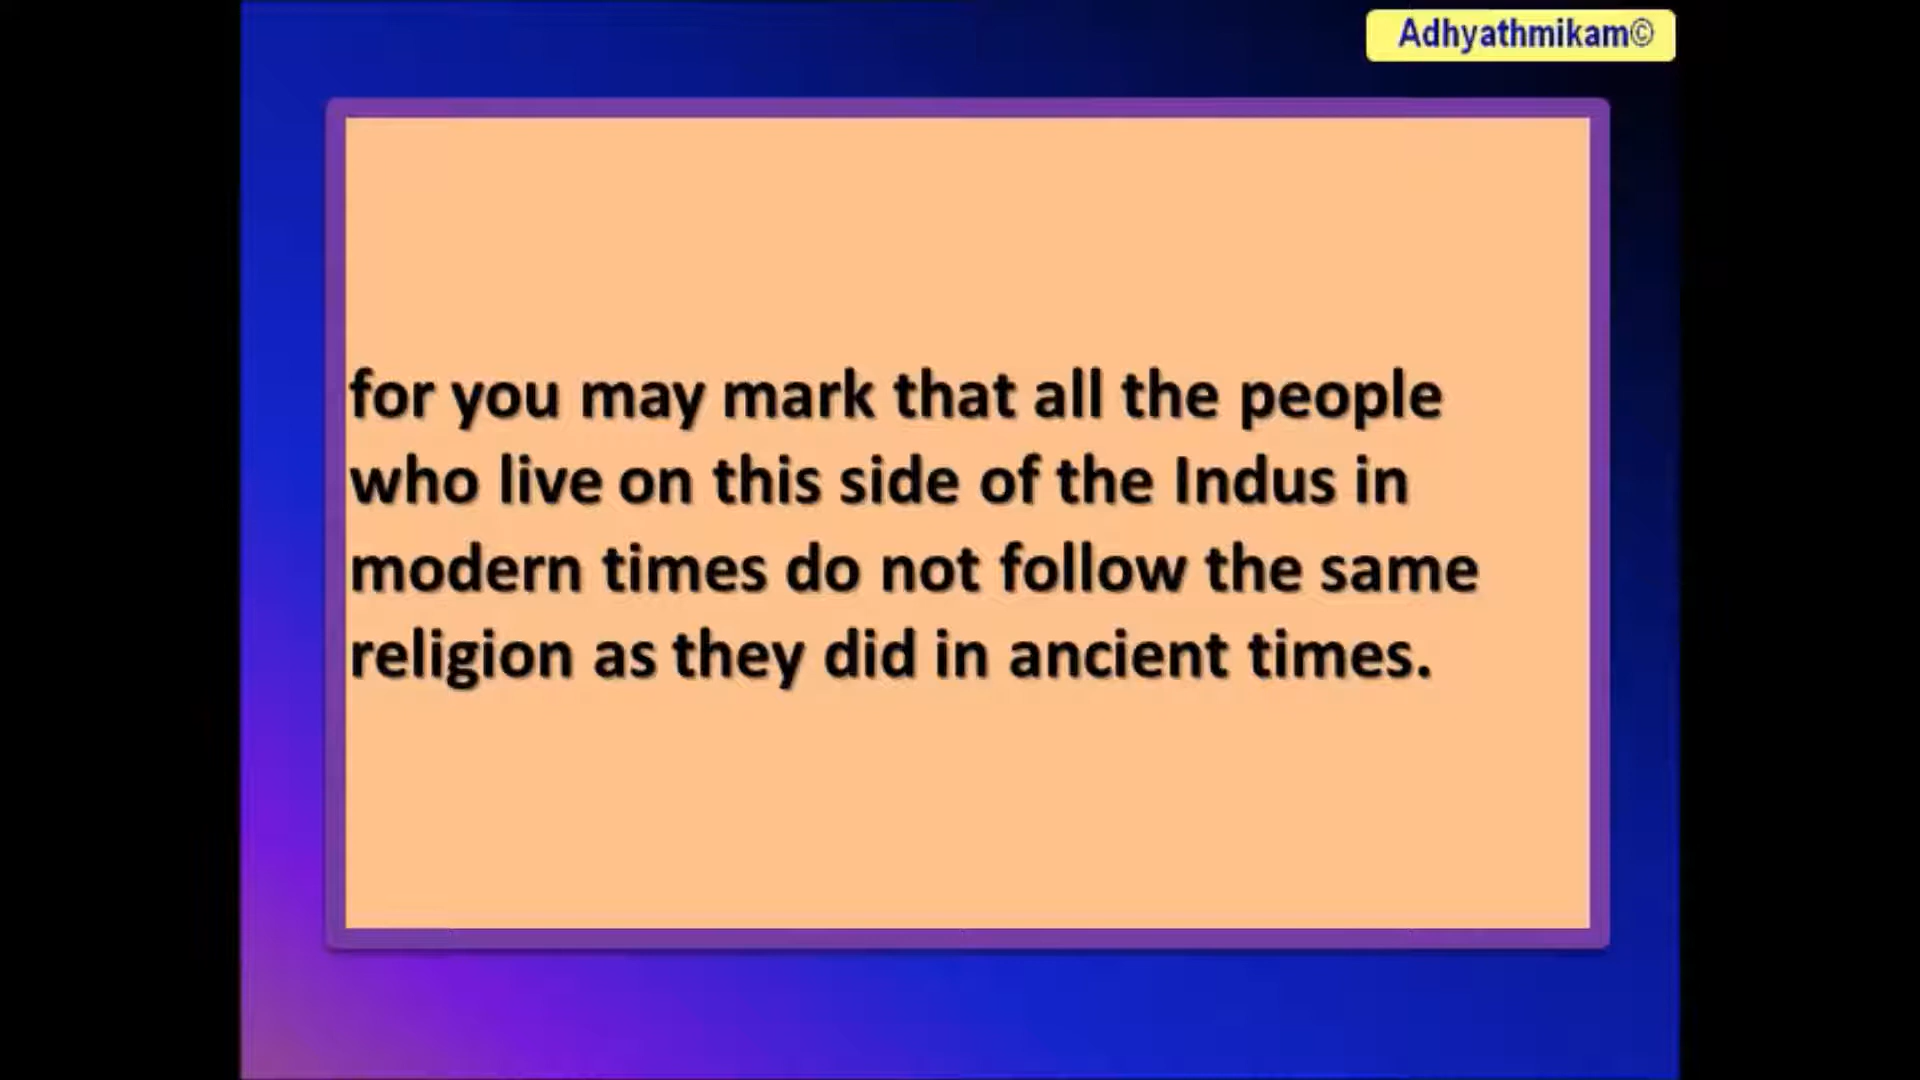 Adhyathmikam©
for you may mark that all the people
who live on this side of the Indus in
modern times do not follow the same
religion as they did in ancient times.